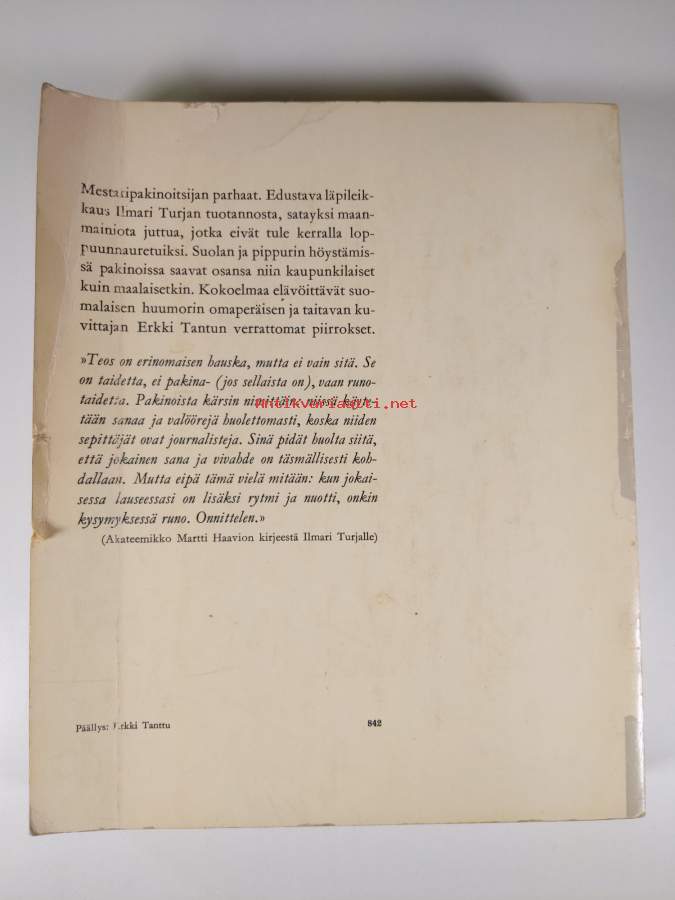 Mestaripakinoitsijan parhaat. Edustava läpileik-
kaus Ilmari Turjan tuotannosta, satayksi maan-
mainiota juttua, jotka eivät tule kerralla lop-
puunnauretuiksi. Suolan ja pippurin höystämis-
sä pakinoissa saavat osansa niin kaupunkilaiset
kuin maalaisetkin. Kokoelmaa elävöittävät suo-
malaisen huumorin omaperäisen ja taitavan ku-
vittajan Erkki Tantun verrattomat piirrokset.
»Teos on erinomaisen hauska, mutta ei vain sitä. Se
on taidetta, ei pakina- (jos sellaista on), vaan runo-
taidetta. Pakinoista kärsin nimittäin: niissä käyte-
tään sanaa ja valöörejä huolettomasti, koska niiden
sepittäjät ovat journalisteja. Sinä pidät huolta siitä,
että jokainen sana ja vivahde on täsmällisesti koh-
dallaan. Mutta eipä tämä vielä mitään: kun jokai-
sessa lauseessasi on lisäksi rytmi ja nuotti, onkin
kysymyksessä runo. Onnittelen.»
(Akateemikko Martti Haavion kirjeestä Ilmari Turjalle)
Antikvariaatti.net
Päällys: Erkki Tanttu 842